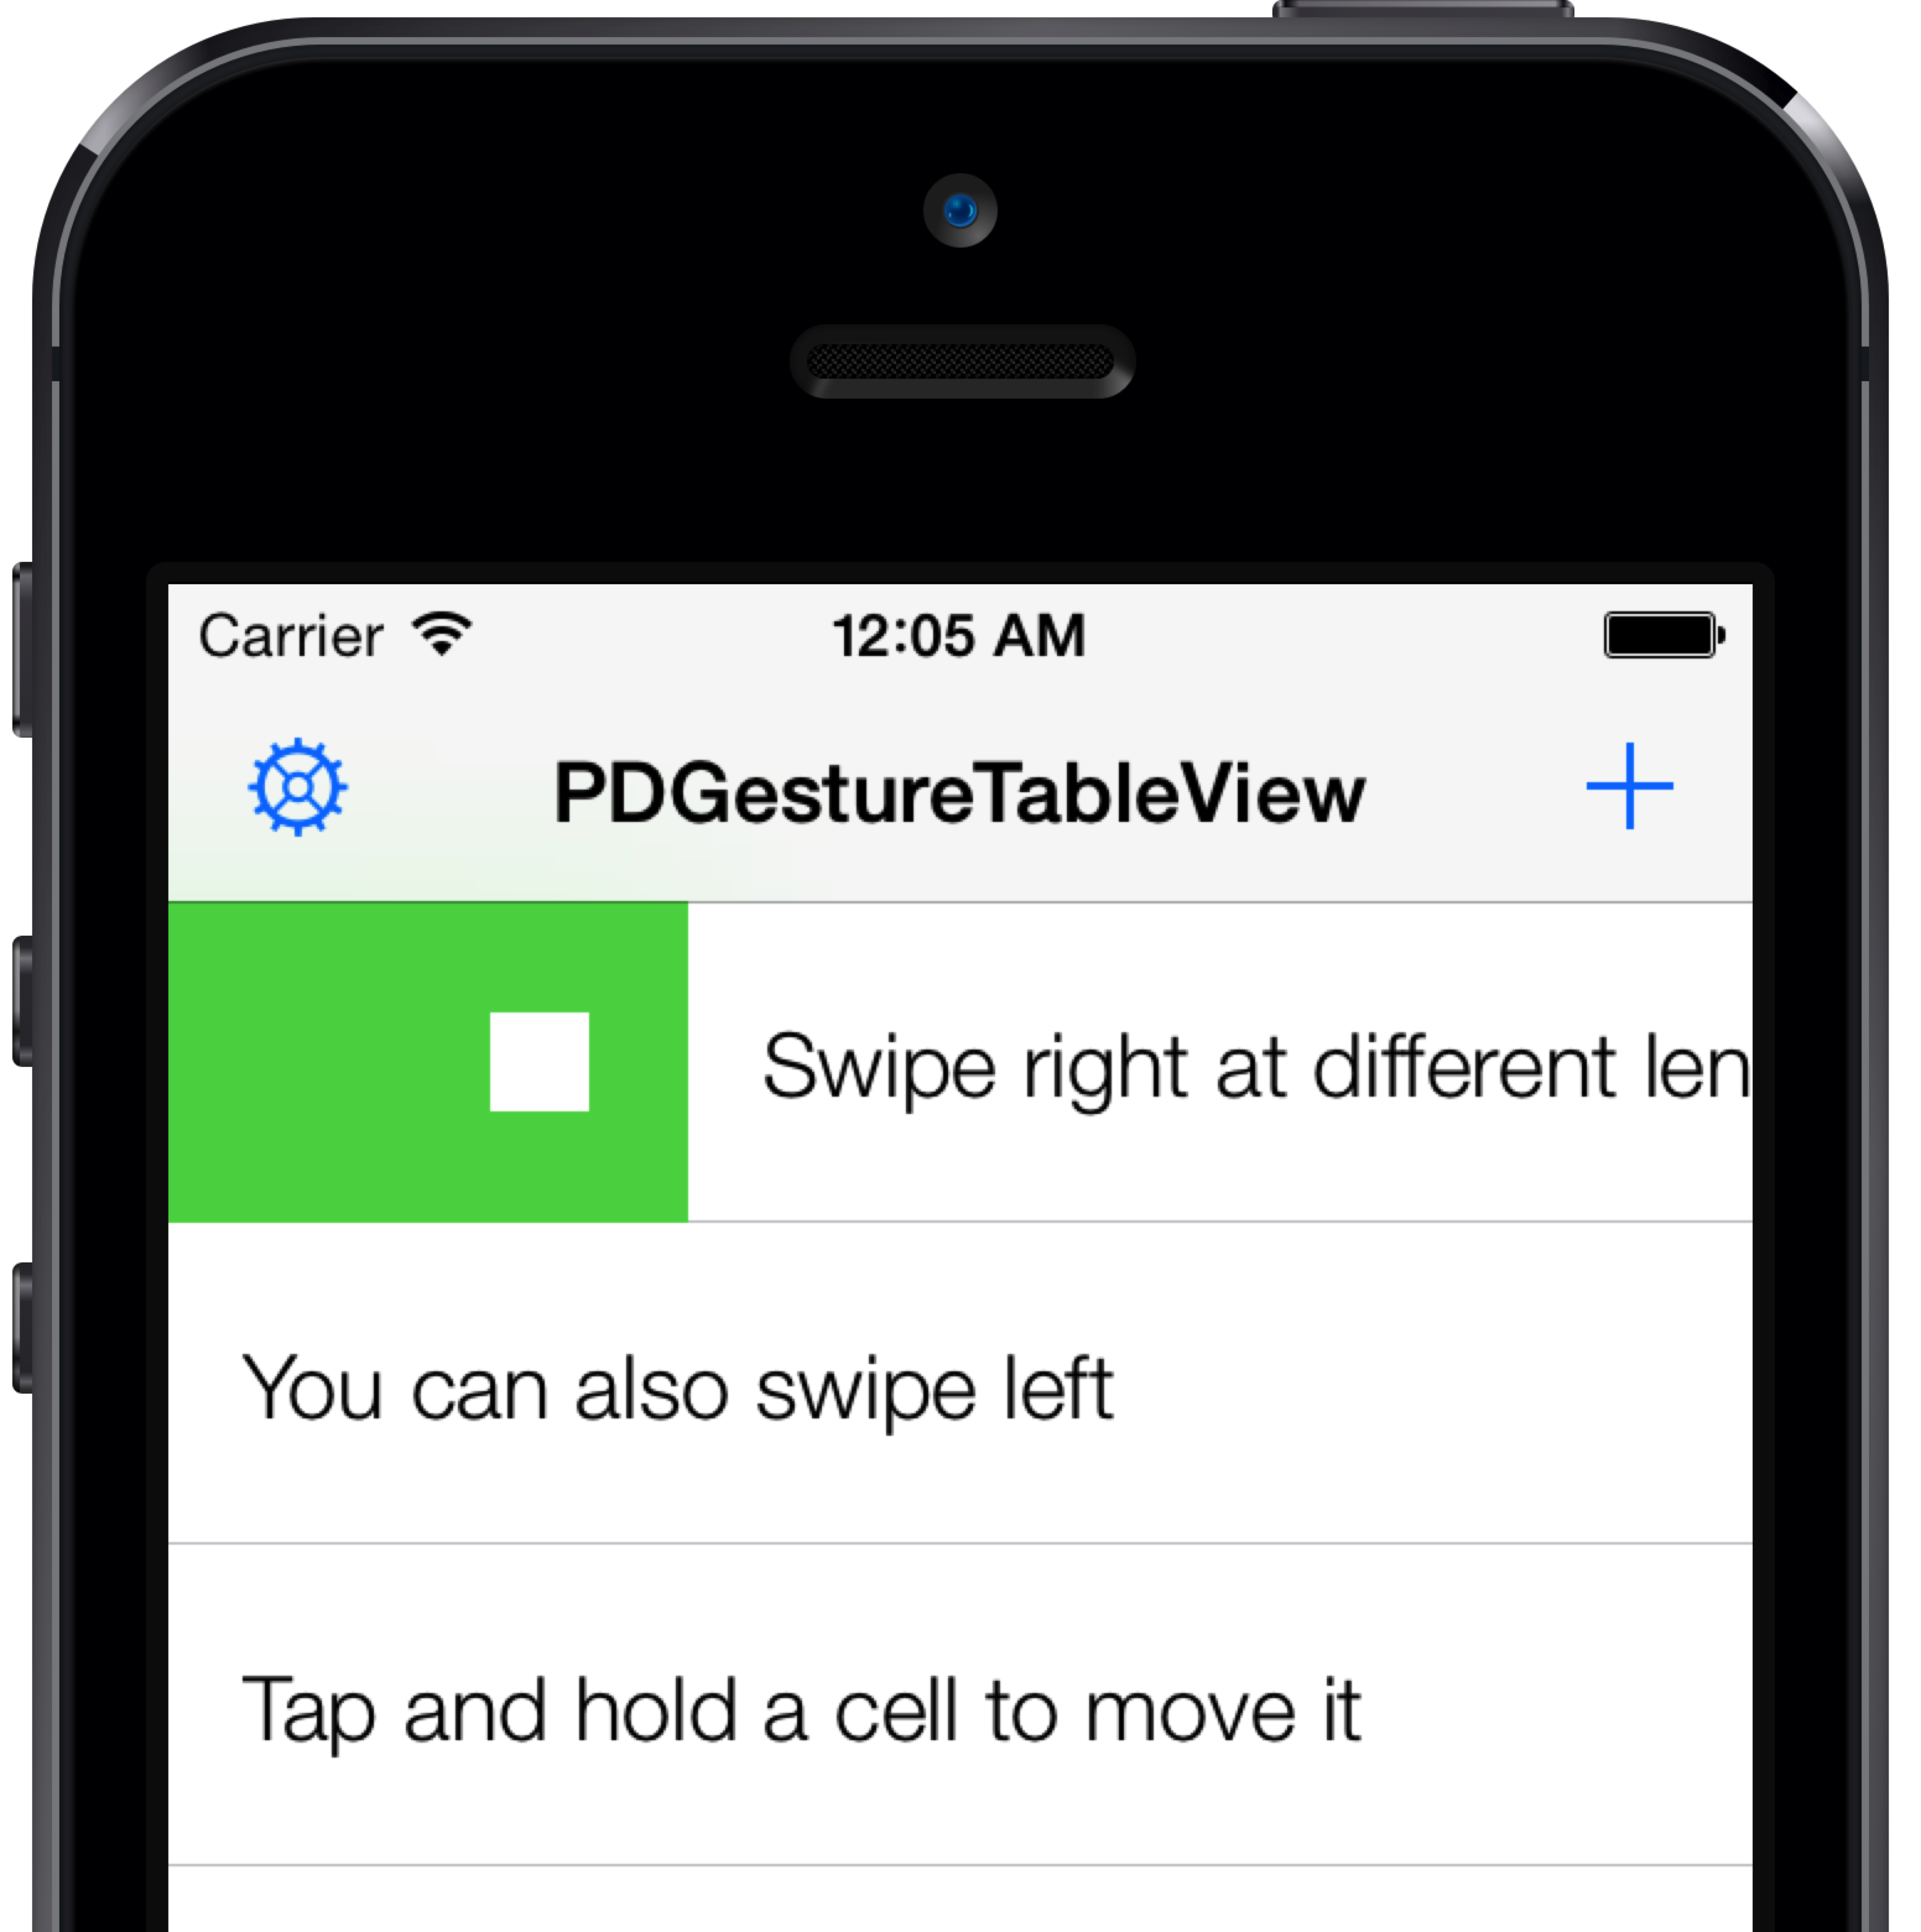 Carrier 12:05 AM
PDGestureTableView
Swipe right at different len
You can also swipe left
Tap and hold a cell to move it